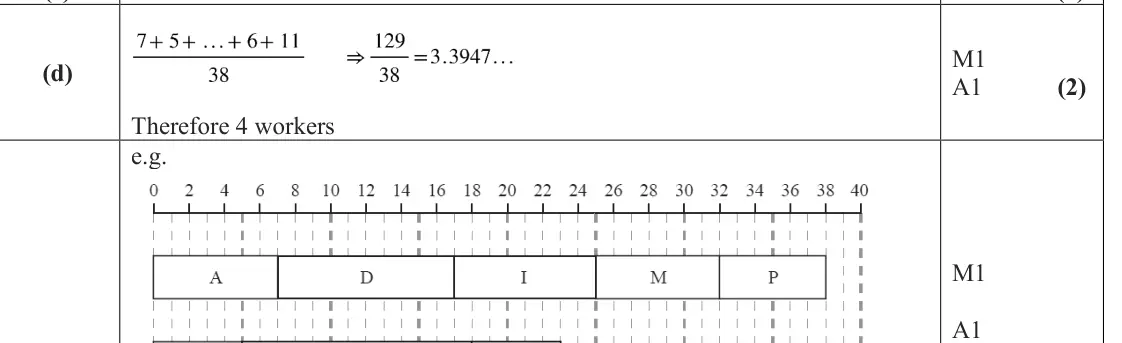 (d)
7 + 5 + … + 6 + 11 / 38 ⇒ 129 / 38 = 3.3947…
M1
A1 (2)
Therefore 4 workers
e.g.
0 2 4 6 8 10 12 14 16 18 20 22 24 26 28 30 32 34 36 38 40
A D I M P
M1
A1